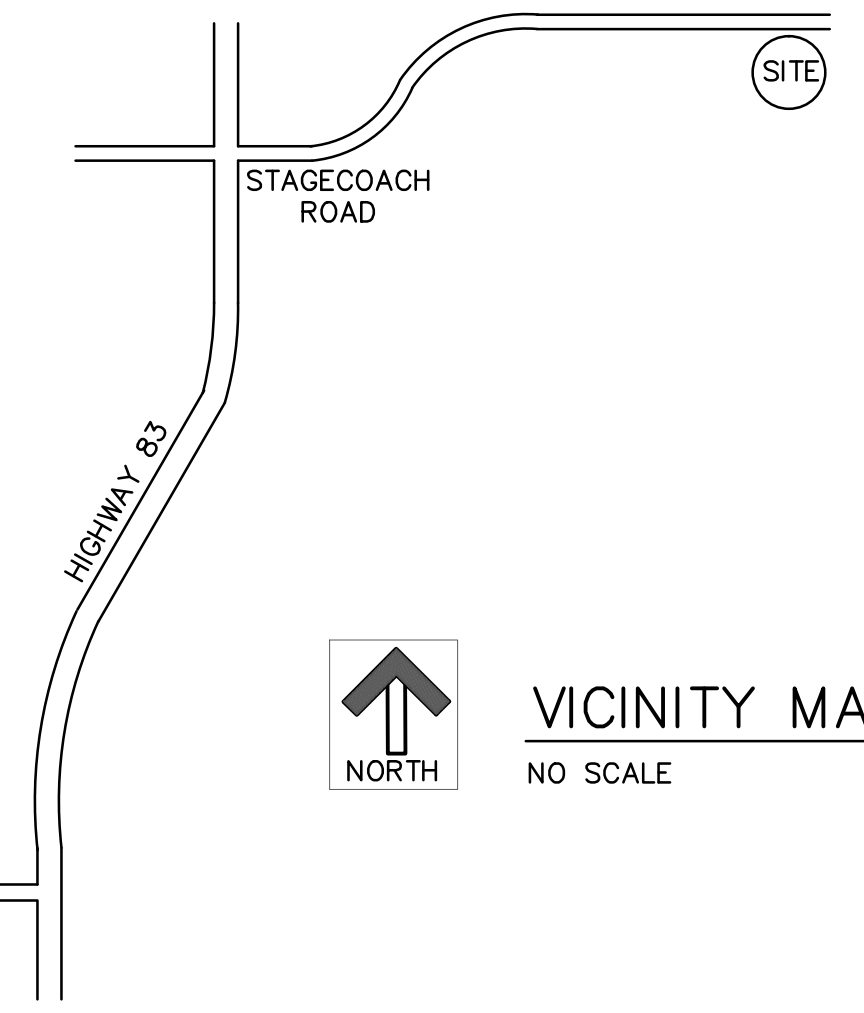 SITE
STAGECOACH
ROAD
HIGHWAY 83
NORTH
VICINITY MA
NO SCALE